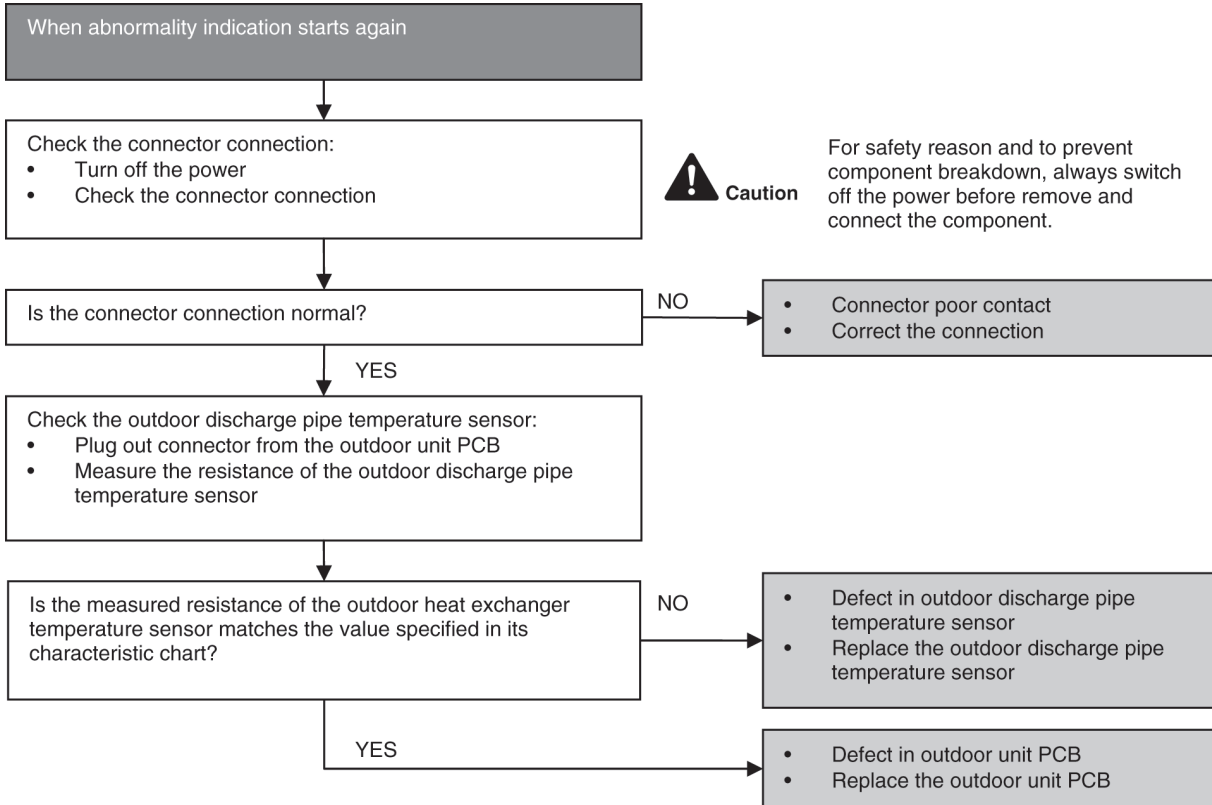 When abnormality indication starts again
Check the connector connection:
• Turn off the power
• Check the connector connection
Caution
For safety reason and to prevent
component breakdown, always switch
off the power before remove and
connect the component.
Is the connector connection normal?
NO
• Connector poor contact
• Correct the connection
YES
Check the outdoor discharge pipe temperature sensor:
• Plug out connector from the outdoor unit PCB
• Measure the resistance of the outdoor discharge pipe
temperature sensor
Is the measured resistance of the outdoor heat exchanger
temperature sensor matches the value specified in its
characteristic chart?
NO
• Defect in outdoor discharge pipe
temperature sensor
• Replace the outdoor discharge pipe
temperature sensor
YES
• Defect in outdoor unit PCB
• Replace the outdoor unit PCB